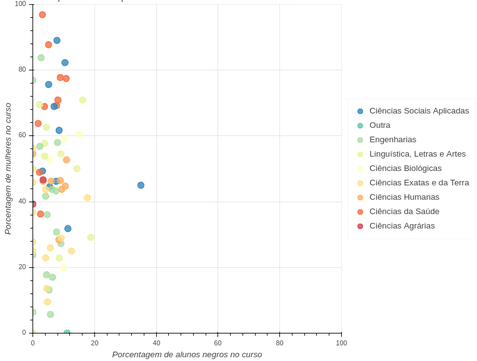 100
80
60
40
20
0
0
20
40
60
80
100
Porcentagem de mulheres no curso
Porcentagem de alunos negros no curso
Ciências Sociais Aplicadas
Outra
Engenharias
Linguística, Letras e Artes
Ciências Biológicas
Ciências Exatas e da Terra
Ciências Humanas
Ciências da Saúde
Ciências Agrárias